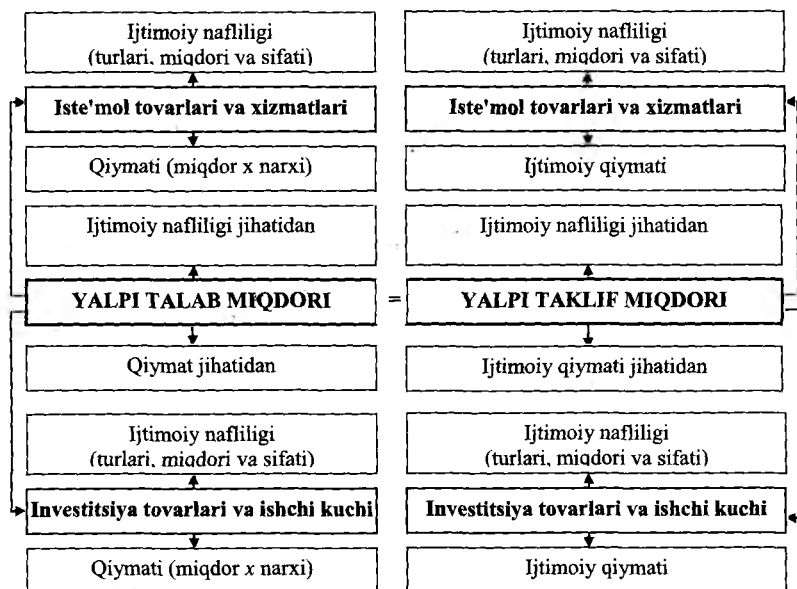 Ijtimoiy nafliligi
(turlari, miqdori va sifati)
Iste'mol tovarlari va xizmatlari
Qiymati (miqdor x narxi)
Ijtimoiy nafliligi jihatidan
YALPI TALAB MIQDORI
Qiymat jihatidan
Ijtimoiy nafliligi
(turlari, miqdori va sifati)
Investitsiya tovarlari va ishchi kuchi
Qiymati (miqdor x narxi)
=
Ijtimoiy nafliligi
(turlari, miqdori va sifati)
Iste'mol tovarlari va xizmatlari
Ijtimoiy qiymati
Ijtimoiy nafliligi jihatidan
YALPI TAKLIF MIQDORI
Ijtimoiy qiymati jihatidan
Ijtimoiy nafliligi
(turlari, miqdori va sifati)
Investitsiya tovarlari va ishchi kuchi
Ijtimoiy qiymati